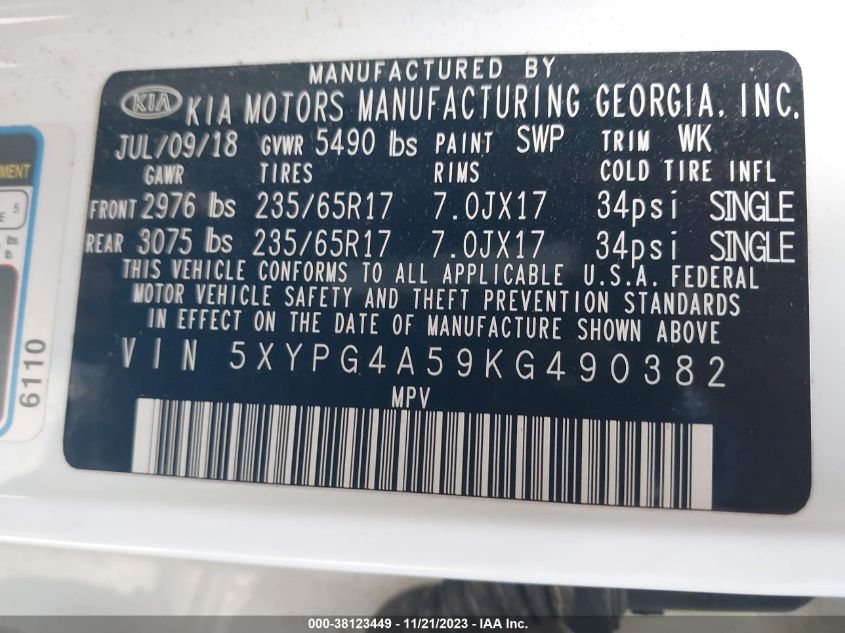 MANUFACTURED BY
KIA KIA MOTORS MANUFACTURING GEORGIA, INC.
JUL/09/18 GVWR 5490 lbs PAINT SWP TRIM WK
GAWR TIRES RIMS COLD TIRE INFL
FRONT 2976 lbs 235/65R17 7.0JX17 34psi SINGLE
REAR 3075 lbs 235/65R17 7.0JX17 34psi SINGLE
THIS VEHICLE CONFORMS TO ALL APPLICABLE U.S.A. FEDERAL
MOTOR VEHICLE SAFETY AND THEFT PREVENTION STANDARDS
IN EFFECT ON THE DATE OF MANUFACTURE SHOWN ABOVE
VIN 5XYPG4A59KG490382
MPV
5
lbs.
lb.
6110
000-38123449 - 11/21/2023 - IAA Inc.